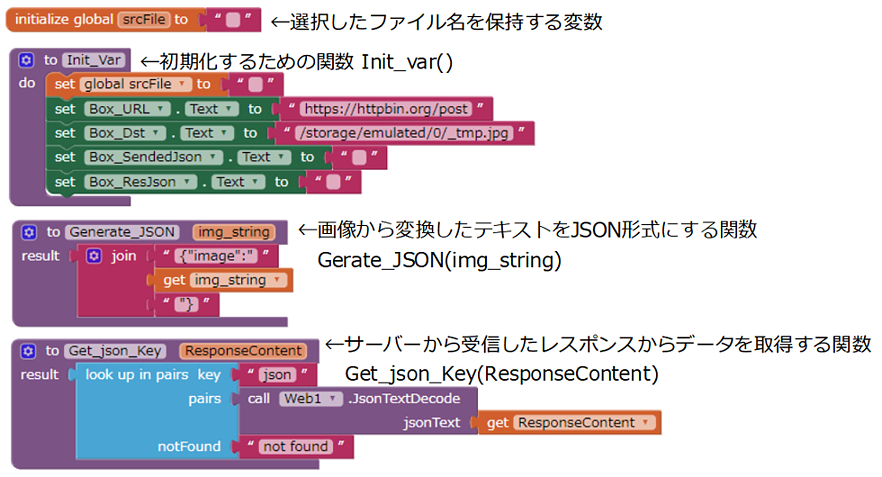 initialize global srcFile to “ ” ←選択したファイル名を保持する変数
to Init_Var ←初期化するための関数 Init_var()
do set global srcFile to “ ”
set Box_URL . Text to “ https://httpbin.org/post ”
set Box_Dst . Text to “ /storage/emulated/0/_tmp.jpg ”
set Box_SendedJson . Text to “ ”
set Box_ResJson . Text to “ ”
to Generate_JSON img_string ←画像から変換したテキストをJSON形式にする関数
result join “ {"image":" ” Gerate_JSON(img_string)
get img_string
“ "} ”
to Get_json_Key ResponseContent ←サーバーから受信したレスポンスからデータを取得する関数
result look up in pairs key “ json ” Get_json_Key(ResponseContent)
pairs call Web1 .JsonTextDecode
jsonText get ResponseContent
notFound “ not found ”